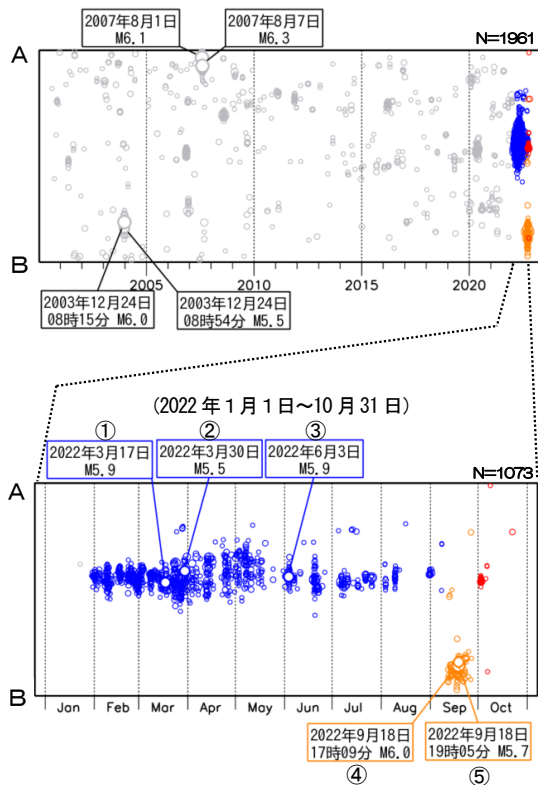 2007年8月1日
M6.1
2007年8月7日
M6.3
A
N=1961
B
2005
2010
2015
2020
2003年12月24日
08時15分 M6.0
2003年12月24日
08時54分 M5.5
(2022年1月1日～10月31日)
①
②
③
2022年3月17日
M5.9
2022年3月30日
M5.5
2022年6月3日
M5.9
A
N=1073
B
Jan
Feb
Mar
Apr
May
Jun
Jul
Aug
Sep
Oct
2022年9月18日
17時09分 M6.0
2022年9月18日
19時05分 M5.7
④
⑤